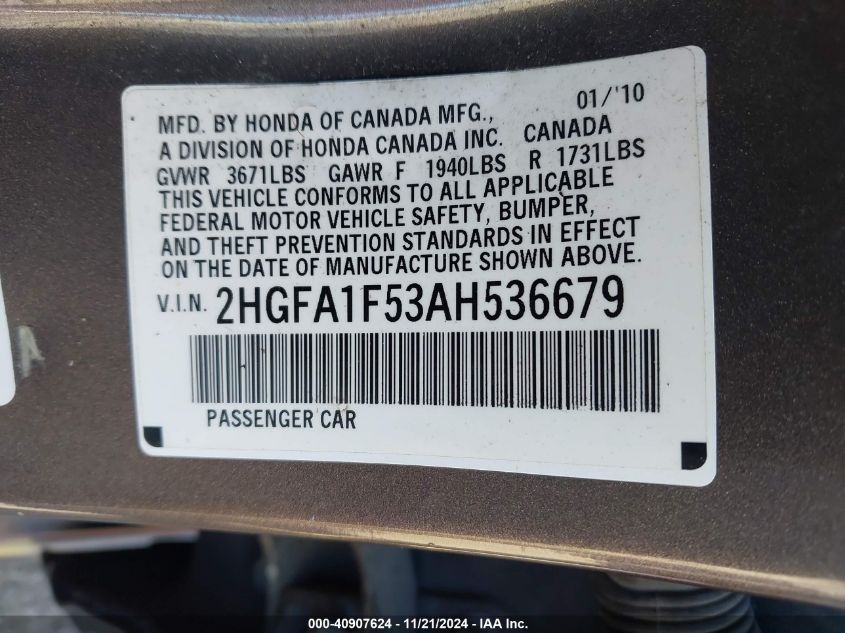 MFD. BY HONDA OF CANADA MFG., 01/'10
A DIVISION OF HONDA CANADA INC. CANADA
GVWR 3671LBS GAWR F 1940LBS R 1731LBS
THIS VEHICLE CONFORMS TO ALL APPLICABLE
FEDERAL MOTOR VEHICLE SAFETY, BUMPER,
AND THEFT PREVENTION STANDARDS IN EFFECT
ON THE DATE OF MANUFACTURE SHOWN ABOVE.
V.I.N. 2HGFA1F53AH536679
PASSENGER CAR
000-40907624 - 11/21/2024 - IAA Inc.